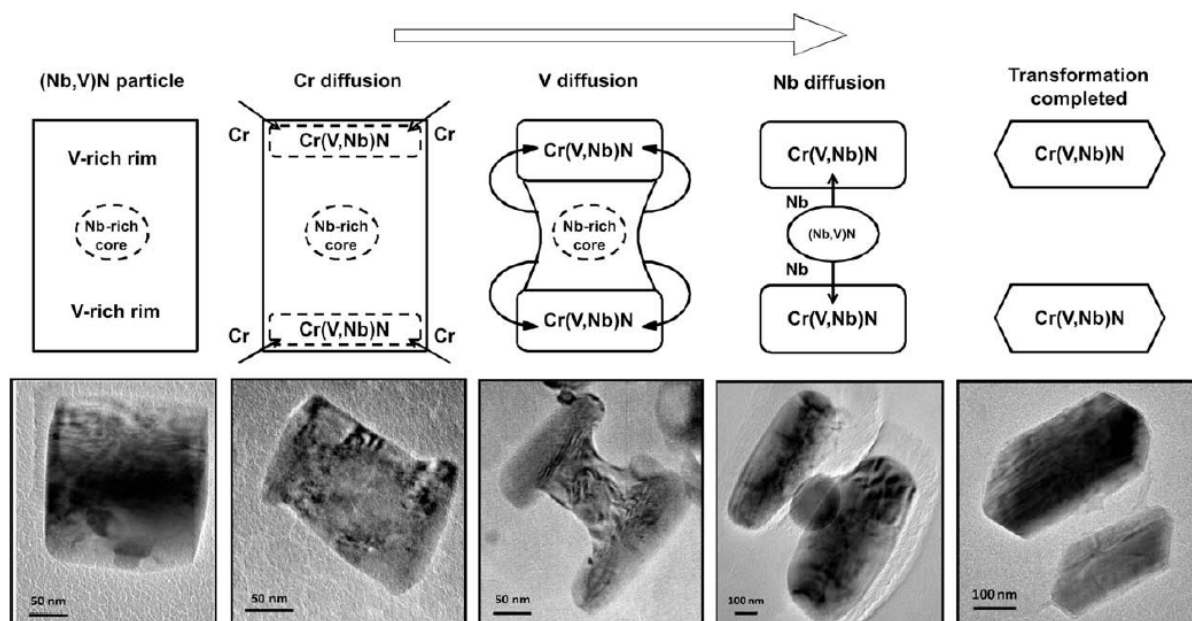 (Nb,V)N particle
Cr diffusion
V diffusion
Nb diffusion
Transformation
completed
V-rich rim
Nb-rich
core
V-rich rim
Cr
Cr(V,Nb)N
Cr
Nb-rich
core
Cr
Cr(V,Nb)N
Cr
Cr(V,Nb)N
Nb-rich
core
Cr(V,Nb)N
Cr(V,Nb)N
Nb
(Nb,V)N
Nb
Cr(V,Nb)N
Cr(V,Nb)N
Cr(V,Nb)N
50 nm
50 nm
50 nm
100 nm
100 nm